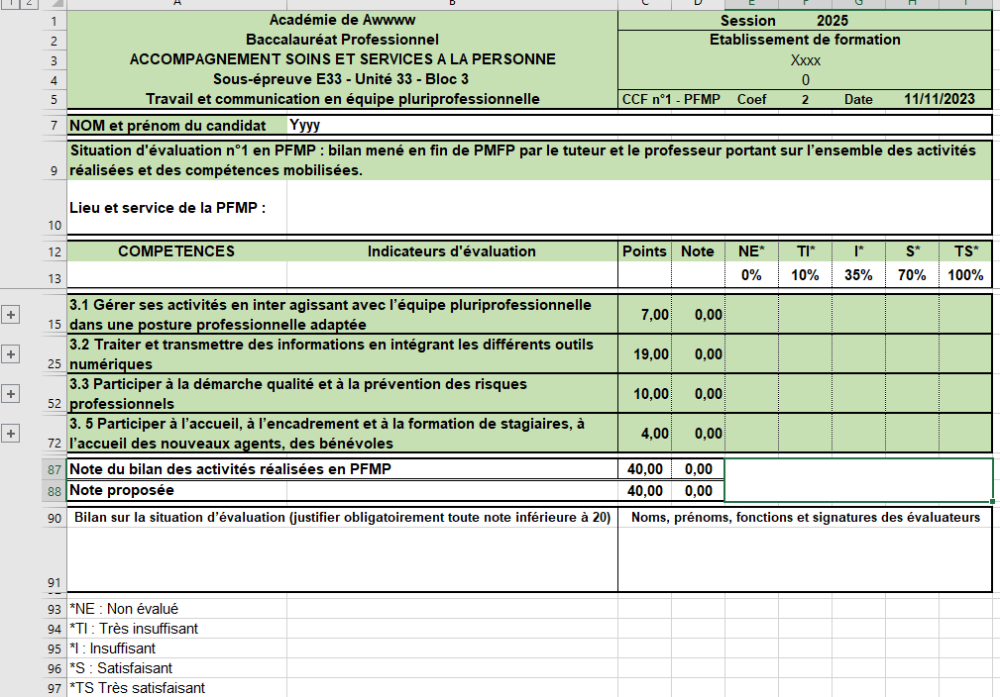 1 2 A B C D E F G H I
1 Académie de Awwww Session 2025
2 Baccalauréat Professionnel Etablissement de formation
3 ACCOMPAGNEMENT SOINS ET SERVICES A LA PERSONNE Xxxx
4 Sous-épreuve E33 - Unité 33 - Bloc 3 0
5 Travail et communication en équipe pluriprofessionnelle CCF n°1 - PFMP Coef 2 Date 11/11/2023
7 NOM et prénom du candidat Yyyy
Situation d'évaluation n°1 en PFMP : bilan mené en fin de PMFP par le tuteur et le professeur portant sur l'ensemble des activités
9 réalisées et des compétences mobilisées.
10 Lieu et service de la PFMP :
12 COMPETENCES Indicateurs d'évaluation Points Note NE* TI* I* S* TS*
13 0% 10% 35% 70% 100%
3.1 Gérer ses activités en inter agissant avec l'équipe pluriprofessionnelle
15 dans une posture professionnelle adaptée 7,00 0,00
3.2 Traiter et transmettre des informations en intégrant les différents outils
25 numériques 19,00 0,00
3.3 Participer à la démarche qualité et à la prévention des risques
52 professionnels 10,00 0,00
3. 5 Participer à l'accueil, à l'encadrement et à la formation de stagiaires, à
72 l'accueil des nouveaux agents, des bénévoles 4,00 0,00
87 Note du bilan des activités réalisées en PFMP 40,00 0,00
88 Note proposée 40,00 0,00
90 Bilan sur la situation d'évaluation (justifier obligatoirement toute note inférieure à 20) Noms, prénoms, fonctions et signatures des évaluateurs
91
93 *NE : Non évalué
94 *TI : Très insuffisant
95 *I : Insuffisant
96 *S : Satisfaisant
97 *TS Très satisfaisant